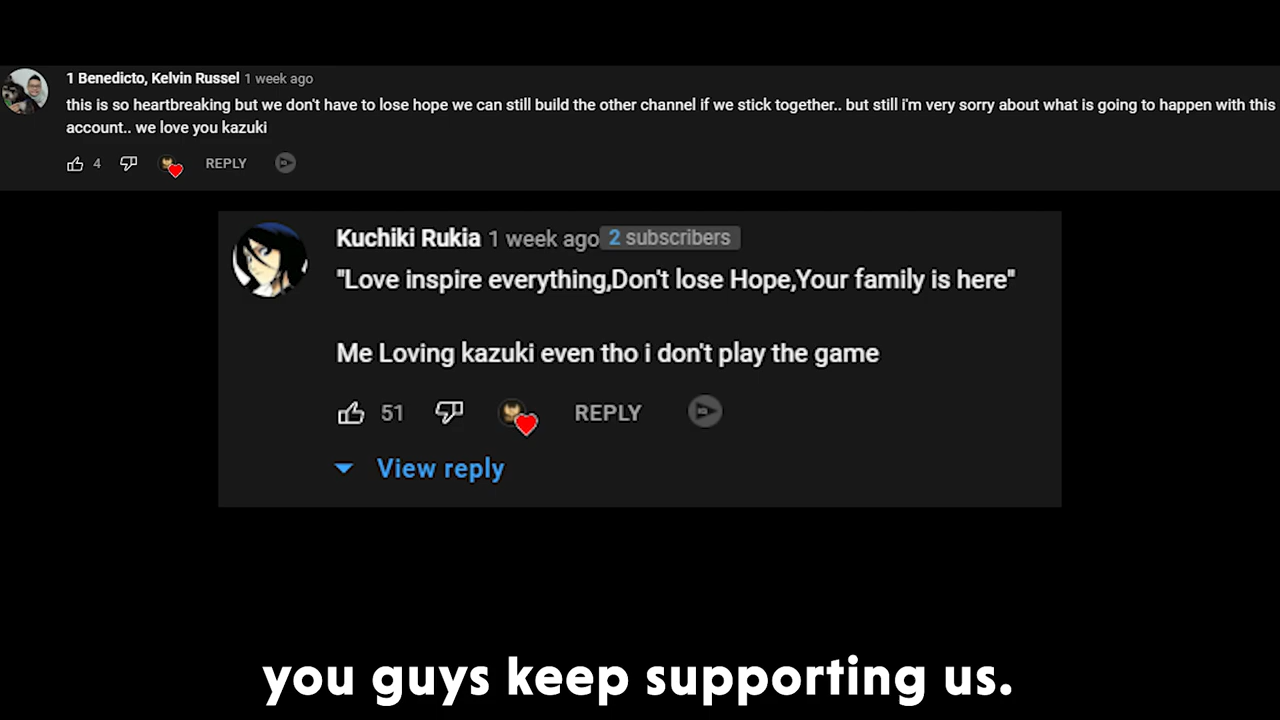 1 Benedicto, Kelvin Russel 1 week ago
this is so heartbreaking but we don't have to lose hope we can still build the other channel if we stick together.. but still i'm very sorry about what is going to happen with this
account.. we love you kazuki
4 REPLY
Kuchiki Rukia 1 week ago 2 subscribers
"Love inspire everything,Don't lose Hope,Your family is here"
Me Loving kazuki even tho i don't play the game
51 REPLY
View reply
you guys keep supporting us.